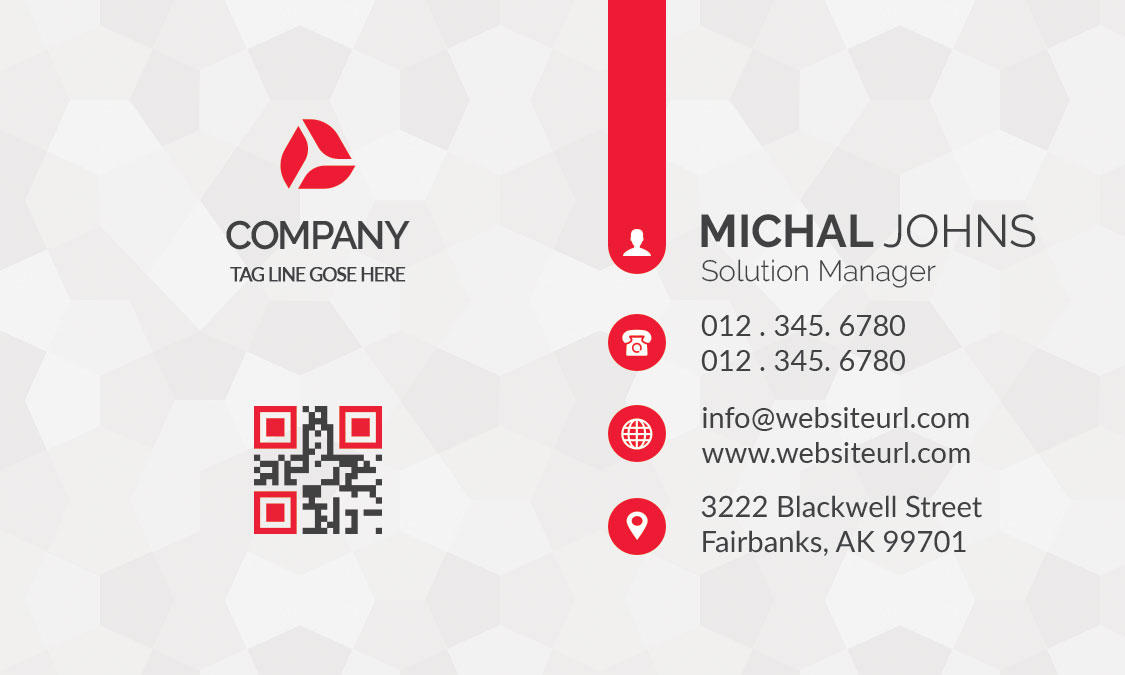 COMPANY
TAG LINE GOSE HERE
MICHAL JOHNS
Solution Manager
012 . 345. 6780
012 . 345. 6780
info@websiteurl.com
www.websiteurl.com
3222 Blackwell Street
Fairbanks, AK 99701